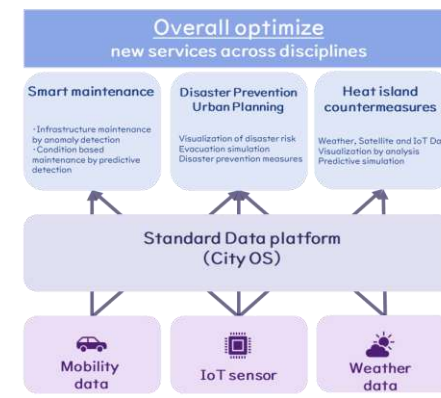 Overall optimize
new services across disciplines
Smart maintenance
・Infrastructure maintenance
by anomaly detection
・Condition based
maintenance by predictive
detection
Disaster Prevention
Urban Planning
Visualization of disaster risk
Evacuation simulation
Disaster prevention measures
Heat island
countermeasures
Weather, Satellite and IoT Da
Visualization by analysis
Predictive simulation
Standard Data platform
(City OS)
Mobility
data
IoT sensor
Weather
data